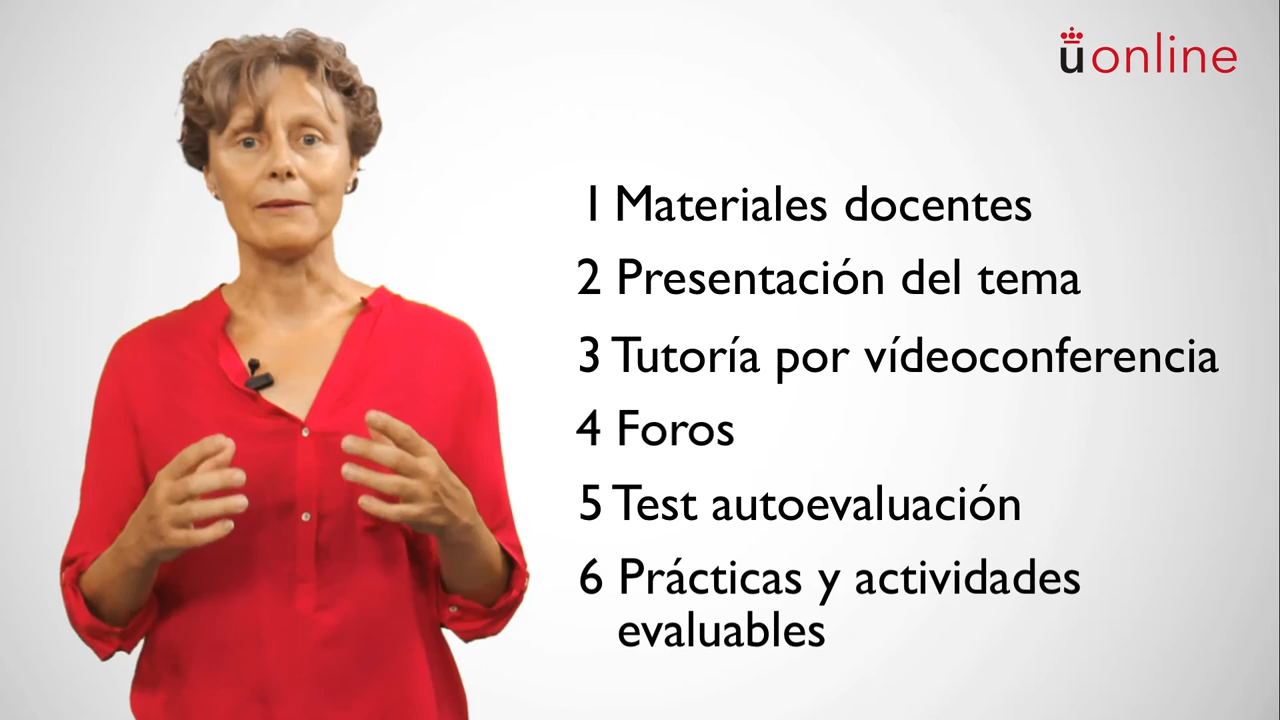 uonline
1 Materiales docentes
2 Presentación del tema
3 Tutoría por vídeoconferencia
4 Foros
5 Test autoevaluación
6 Prácticas y actividades
evaluables